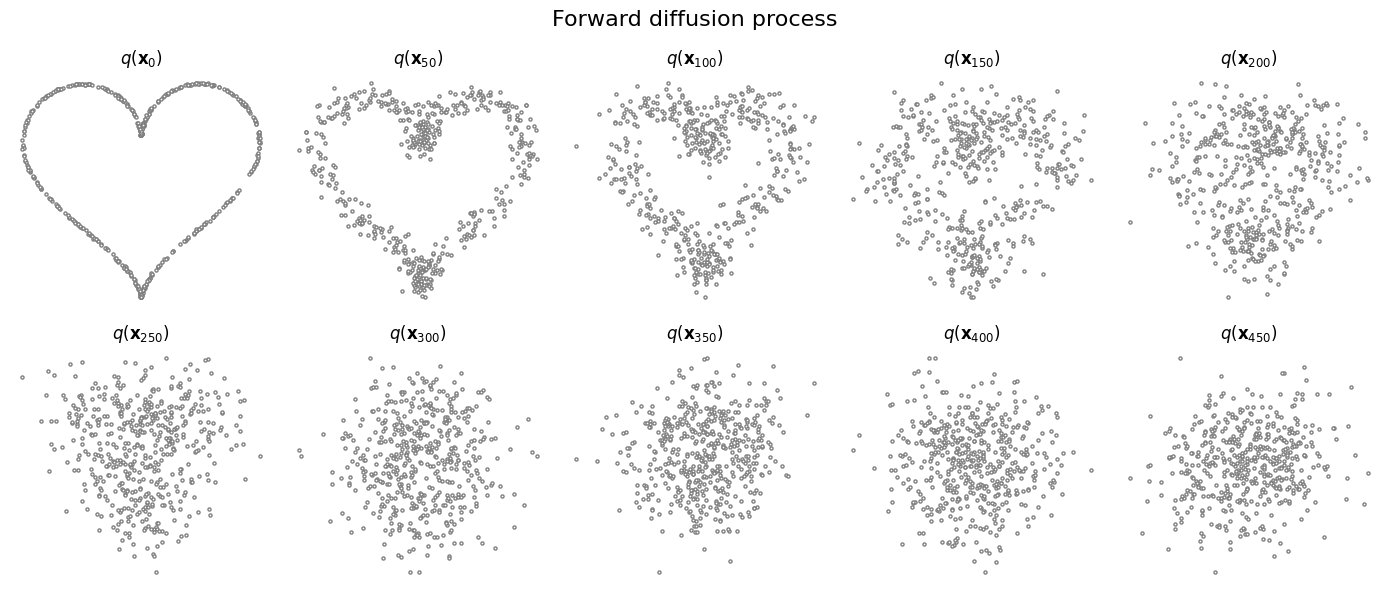 Forward diffusion process
q(x₀) q(x₅₀) q(x₁₀₀) q(x₁₅₀) q(x₂₀₀)
q(x₂₅₀) q(x₃₀₀) q(x₃₅₀) q(x₄₀₀) q(x₄₅₀)